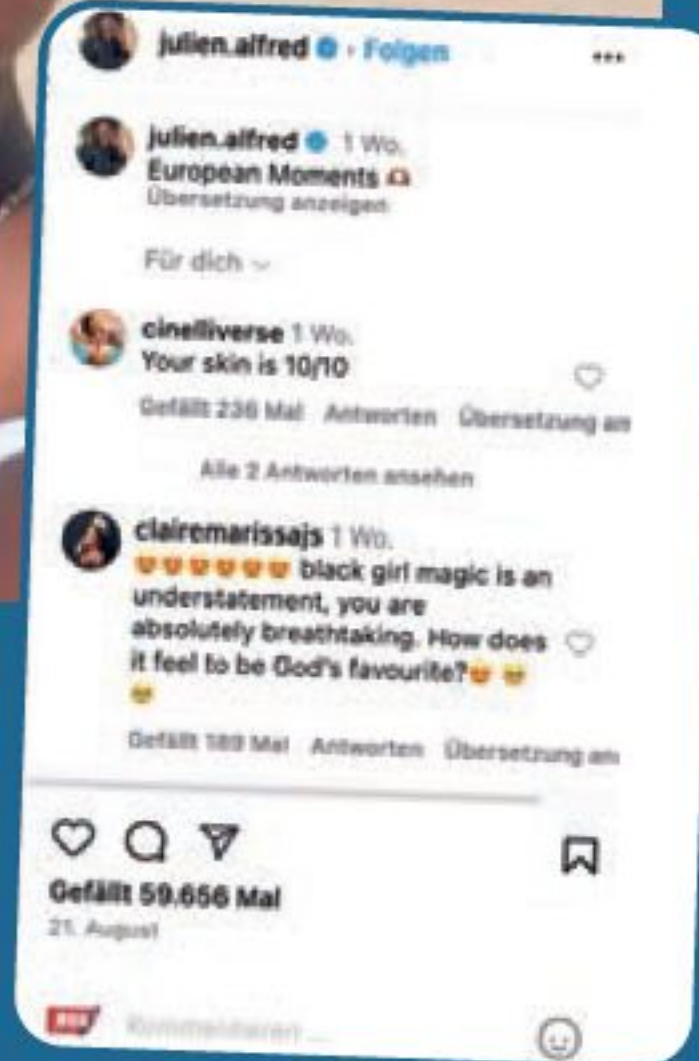 julien.alfred • Folgen
julien.alfred 1 Wo.
European Moments
Übersetzung anzeigen
Für dich
cinelliverse 1 Wo.
Your skin is 10/10
Gefällt 236 Mal Antworten Übersetzung an
Alle 2 Antworten ansehen
clairemarissajs 1 Wo.
😍😍😍😍😍😍 black girl magic is an
understatement, you are
absolutely breathtaking. How does
it feel to be God's favourite?
Gefällt 189 Mal Antworten Übersetzung an
Gefällt 59.656 Mal
21. August
Kommentieren ...